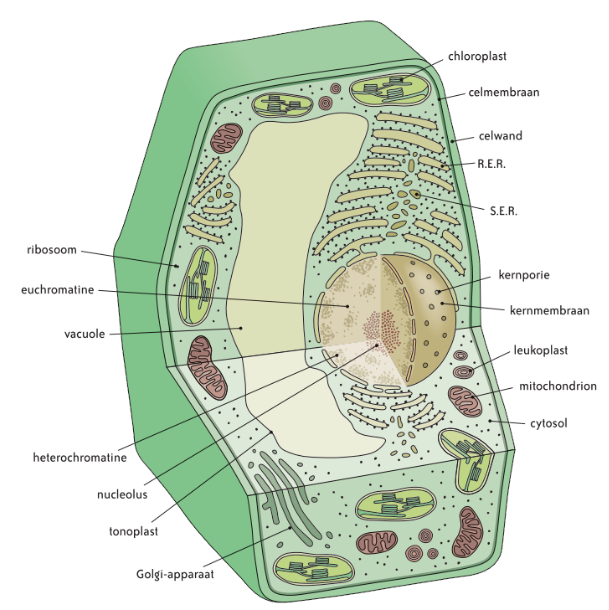 chloroplast
celmembraan
celwand
R.E.R.
S.E.R.
ribosoom
kernporie
euchromatine
kernmembraan
vacuole
leukoplast
mitochondrion
cytosol
heterochromatine
nucleolus
tonoplast
Golgi-apparaat